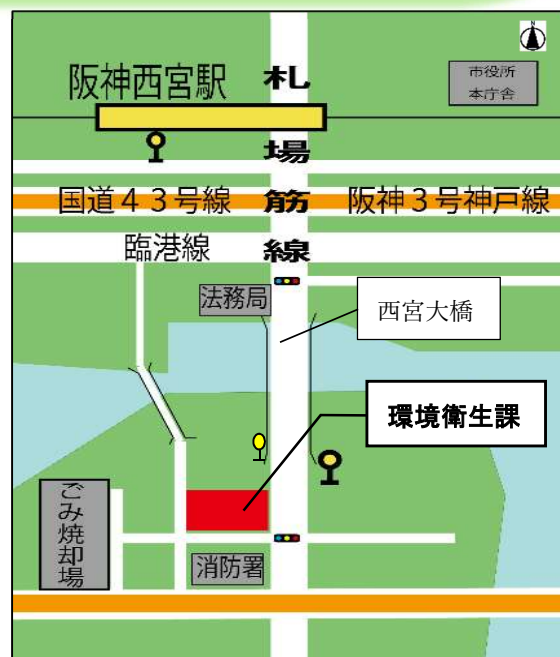 市役所
本庁舎
阪神西宮駅
札場筋線
国道43号線
阪神3号神戸線
臨港線
法務局
西宮大橋
環境衛生課
ごみ焼却場
消防署